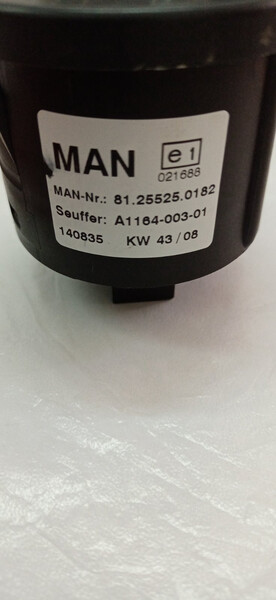 MAN e1
021688
MAN-Nr.: 81.25525.0182
Seuffer: A1164-003-01
140835 KW 43/08